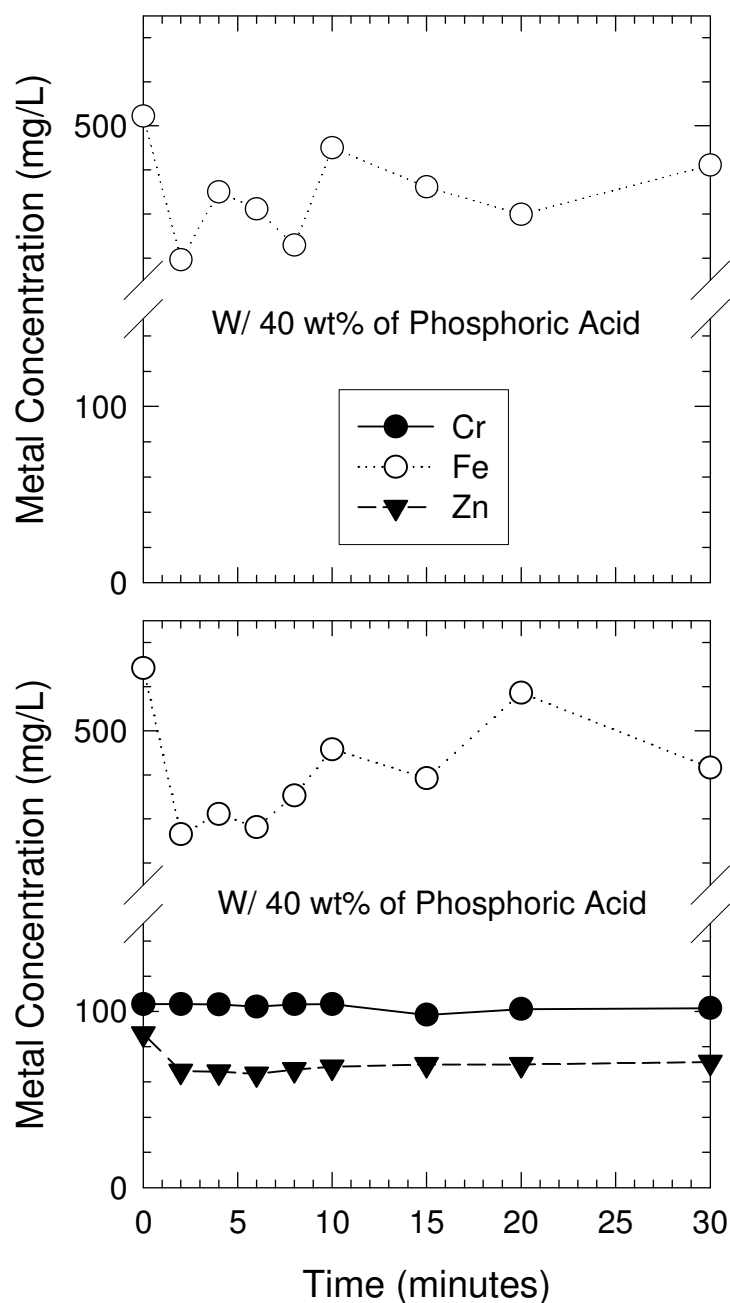 Metal Concentration (mg/L)
500
W/ 40 wt% of Phosphoric Acid
100
Cr
Fe
Zn
0
Metal Concentration (mg/L)
500
W/ 40 wt% of Phosphoric Acid
100
0
0 5 10 15 20 25 30
Time (minutes)